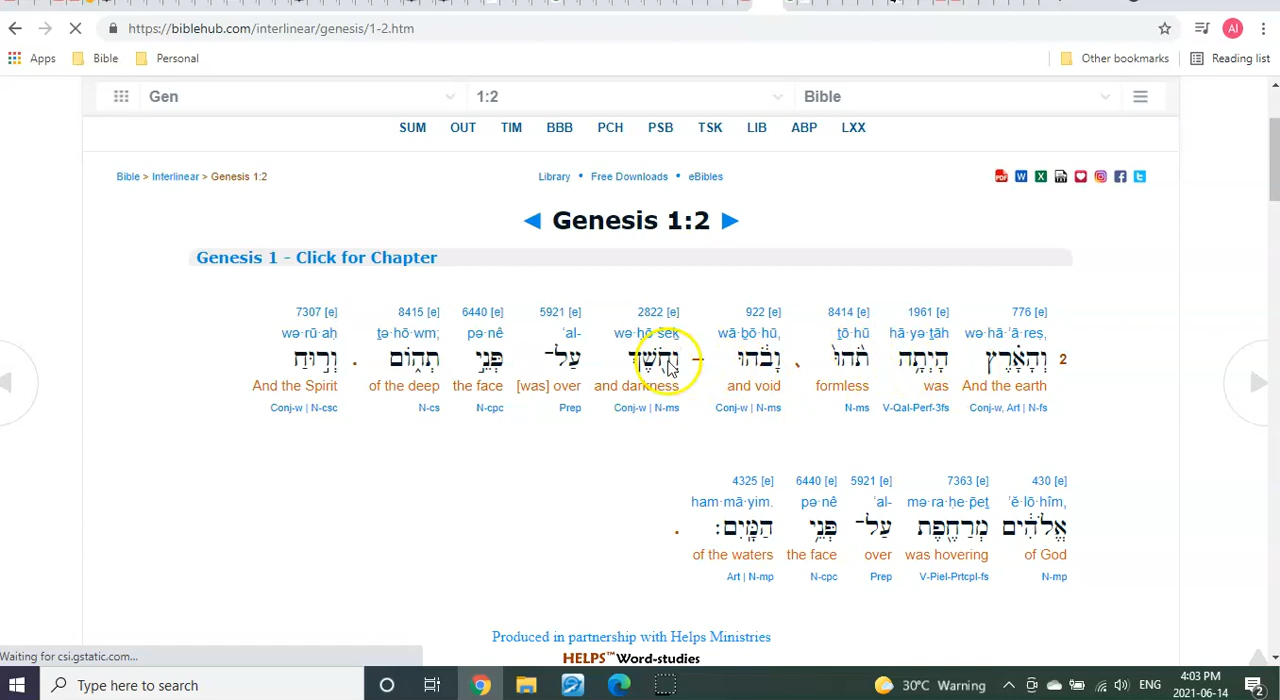 https://biblehub.com/interlinear/genesis/1-2.htm
AI
Apps Bible Personal Other bookmarks Reading list
Gen 1:2 Bible
SUM OUT TIM BBB PCH PSB TSK LIB ABP LXX
Bible > Interlinear > Genesis 1:2 Library • Free Downloads • eBibles
◄ Genesis 1:2 ►
Genesis 1 - Click for Chapter
7307 [e] 8415 [e] 6440 [e] 5921 [e] 2822 [e] 922 [e] 8414 [e] 1961 [e] 776 [e]
wə·rū·aḥ tə·hō·wm; pə·nê ‘al- wə·ḥō·šeḵ wā·ḇō·hū, ṯō·hū hā·yə·ṯāh wə·hā·’ā·reṣ,
2 וְהָאָ֗רֶץ הָיְתָ֥ה תֹ֙הוּ֙ 、 וָבֹ֔הוּ – וְחֹ֖שֶׁךְ עַל־ פְּנֵ֣י תְה֑וֹם . וְר֣וּחַ
And the Spirit of the deep the face [was] over and darkness and void formless was And the earth
Conj-w | N-csc N-cs N-cpc Prep Conj-w | N-ms Conj-w | N-ms N-ms V-Qal-Perf-3fs Conj-w, Art | N-fs
4325 [e] 6440 [e] 5921 [e] 7363 [e] 430 [e]
ham·mā·yim. pə·nê ‘al- mə·ra·ḥe·p̄eṯ ’ĕ·lō·hîm,
אֱלֹהִ֔ים מְרַחֶ֖פֶת עַל־ פְּנֵ֥י הַמָּֽיִם׃ .
of the waters the face over was hovering of God
Art | N-mp N-cpc Prep V-Piel-Prtcpl-fs N-mp
Produced in partnership with Helps Ministries
HELPS™ Word-studies
Waiting for csi.gstatic.com...
Type here to search 30°C Warning ENG 4:03 PM
2021-06-14 2